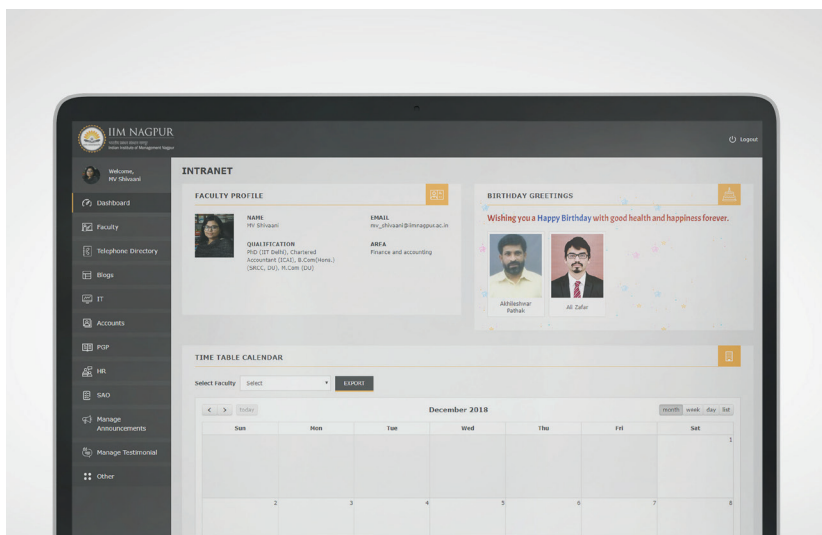 IIM NAGPUR
Indian Institute of Management Nagpur
Logout
Welcome,
MV Shivaani
Dashboard
Faculty
Telephone Directory
Blogs
IT
Accounts
PGP
HR
SAO
Manage
Announcements
Manage Testimonial
Other
INTRANET
FACULTY PROFILE
NAME
MV Shivaani
QUALIFICATION
PhD (IIT Delhi), Chartered
Accountant (ICAI), B.Com(Hons.)
(SRCC, DU), M.Com (DU)
EMAIL
mv_shivaani@iimnagpur.ac.in
AREA
Finance and accounting
BIRTHDAY GREETINGS
Wishing you a Happy Birthday with good health and happiness forever.
Akhileshwar
Pathak
Ali Zafar
TIME TABLE CALENDAR
Select Faculty Select EXPORT
< > today December 2018 month week day list
Sun Mon Tue Wed Thu Fri Sat
1
2 3 4 5 6 7 8